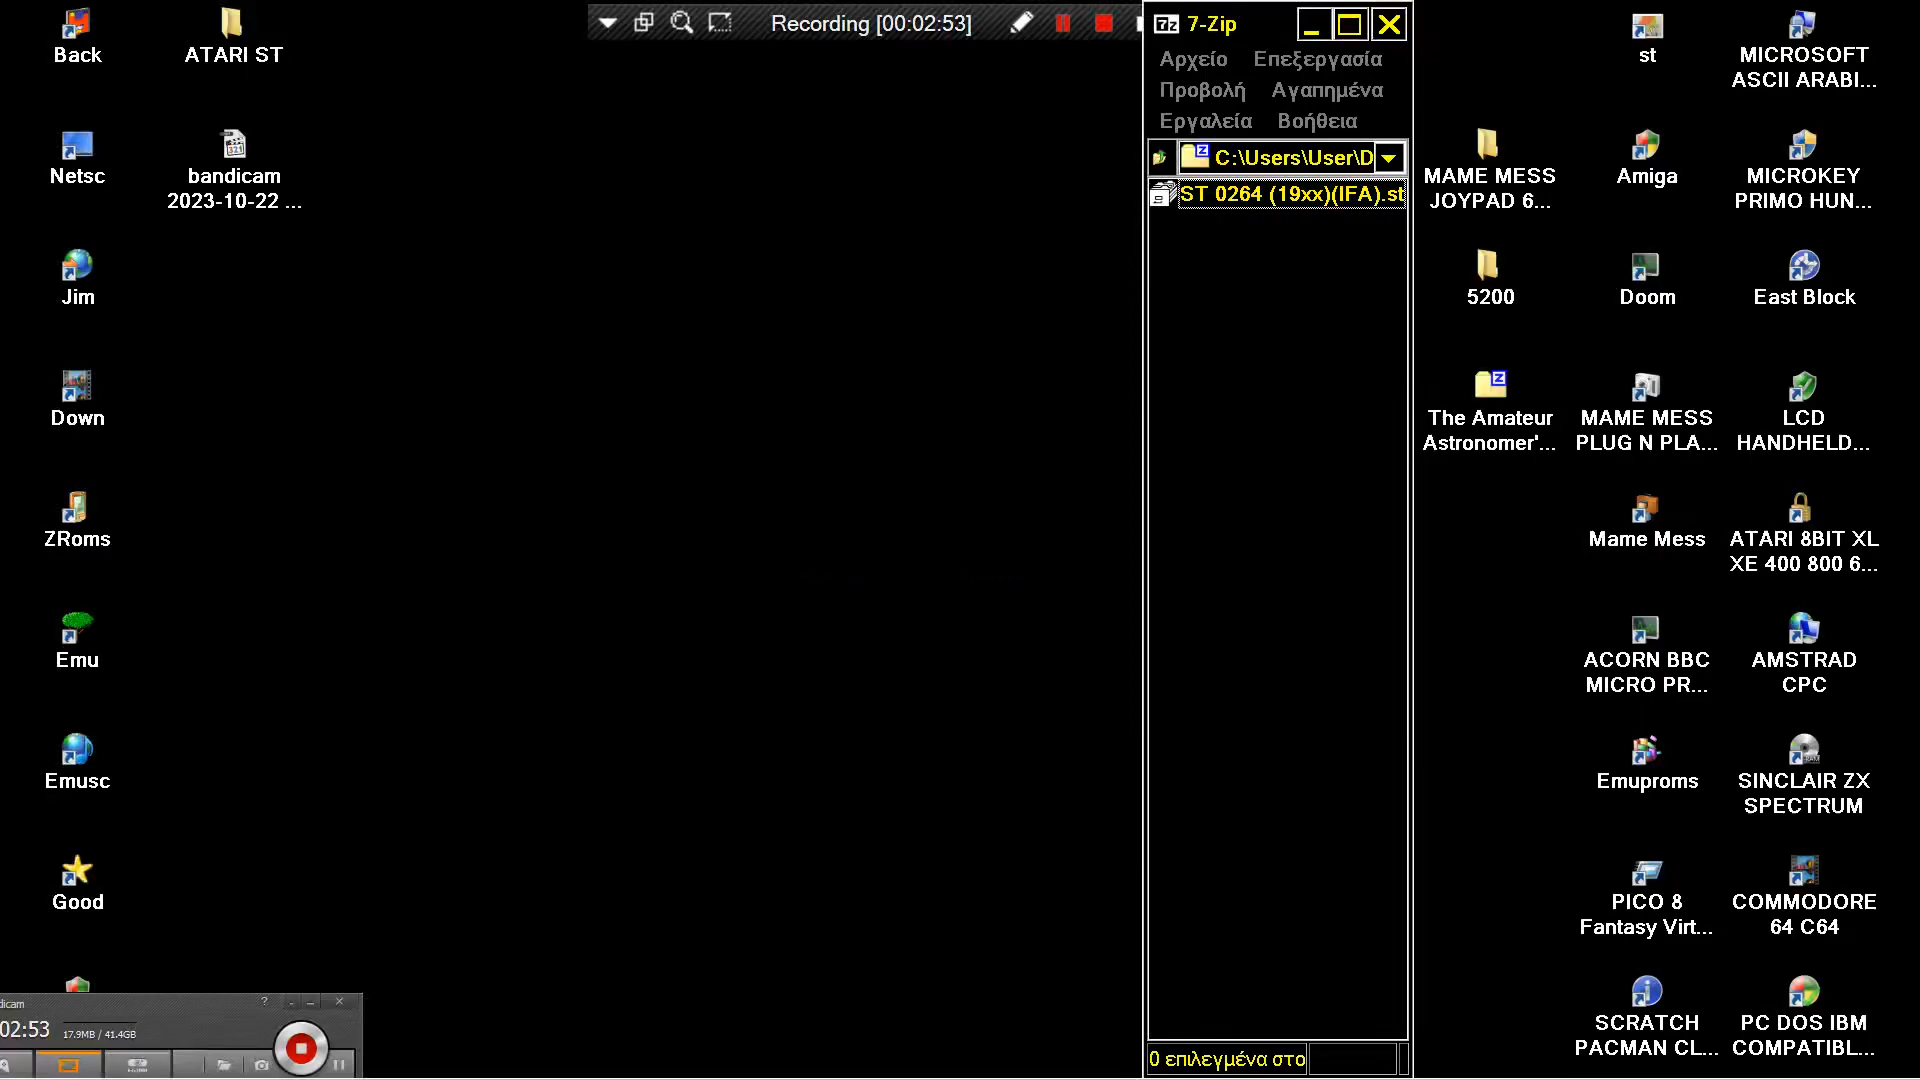 Back
ATARI ST
Netsc
bandicam
2023-10-22 ...
Jim
Down
ZRoms
Emu
Emusc
Good
Recording [00:02:53]
7-Zip
Αρχείο Επεξεργασία
Προβολή Αγαπημένα
Εργαλεία Βοήθεια
C:\Users\User\D
ST 0264 (19xx)(IFA).st
0 επιλεγμένα στο
st
MICROSOFT
ASCII ARABI...
MAME MESS
JOYPAD 6...
Amiga
MICROKEY
PRIMO HUN...
5200
Doom
East Block
The Amateur
Astronomer'...
MAME MESS
PLUG N PLA...
LCD
HANDHELD...
Mame Mess
ATARI 8BIT XL
XE 400 800 6...
ACORN BBC
MICRO PR...
AMSTRAD
CPC
Emuproms
SINCLAIR ZX
SPECTRUM
PICO 8
Fantasy Virt...
COMMODORE
64 C64
SCRATCH
PACMAN CL...
PC DOS IBM
COMPATIBL...
dicam
02:53
17.9MB / 41.4GB